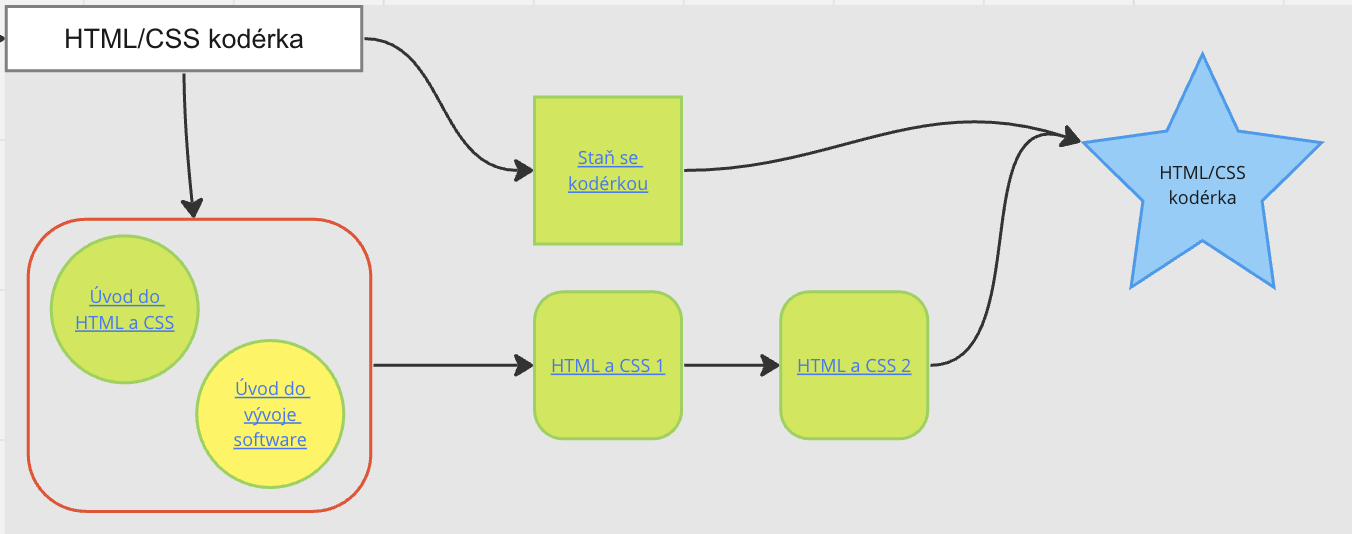 HTML/CSS kodérka
Staň se
kodérkou
HTML/CSS
kodérka
Úvod do
HTML a CSS
Úvod do
vývoje
software
HTML a CSS 1
HTML a CSS 2